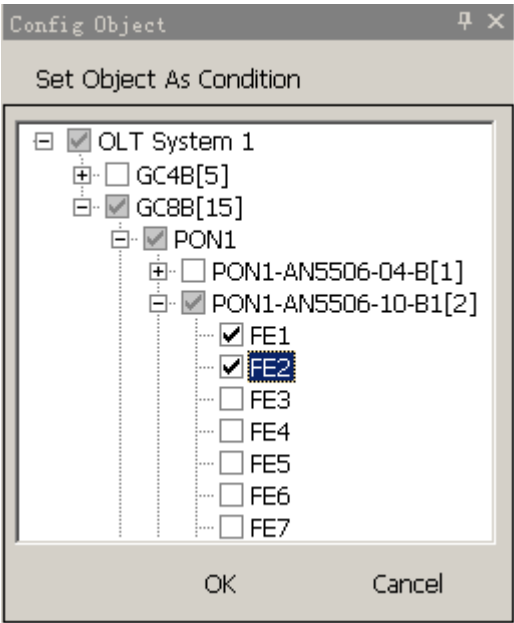 Config Object
Set Object As Condition
OLT System 1
GC4B[5]
GC8B[15]
PON1
PON1-AN5506-04-B[1]
PON1-AN5506-10-B1[2]
FE1
FE2
FE3
FE4
FE5
FE6
FE7
OK Cancel